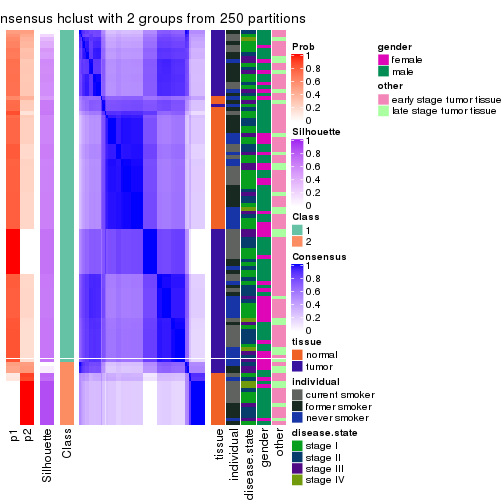 nsensus hclust with 2 groups from 250 partitions
p1
p2
Silhouette
Class
tissue
individual
disease.state
gender
other
Prob
1
0.8
0.6
0.4
0.2
0
Silhouette
1
0.8
0.6
0.4
0.2
0
Class
1
2
Consensus
1
0.8
0.6
0.4
0.2
0
tissue
normal
tumor
individual
current smoker
former smoker
never smoker
disease.state
stage I
stage II
stage III
stage IV
gender
female
male
other
early stage tumor tissue
late stage tumor tissue